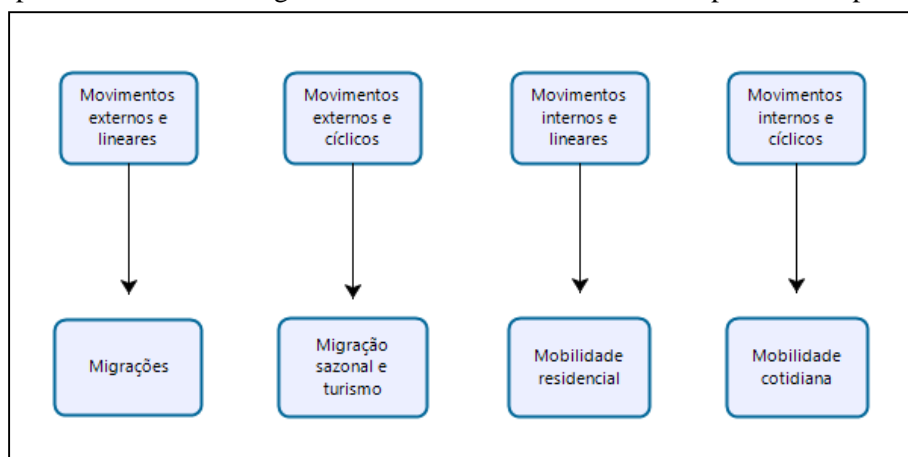 Movimentos
externos e
lineares
Movimentos
externos e
cíclicos
Movimentos
internos e
lineares
Movimentos
internos e
cíclicos
Migrações
Migração
sazonal e
turismo
Mobilidade
residencial
Mobilidade
cotidiana